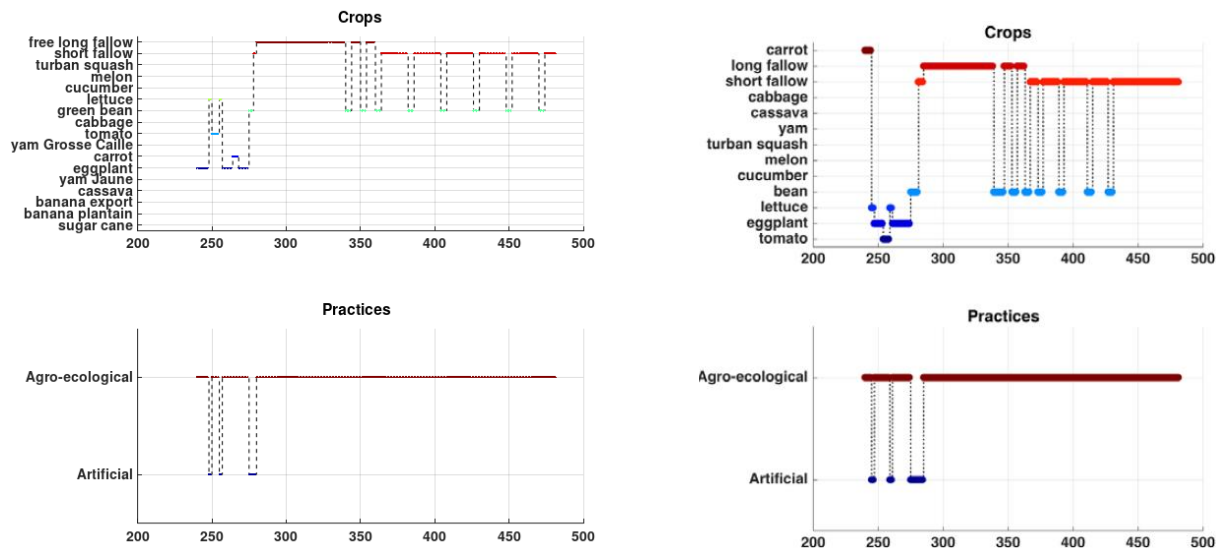 Crops
free long fallow
short fallow
turban squash
melon
cucumber
lettuce
green bean
cabbage
tomato
yam Grosse Caille
carrot
eggplant
yam Jaune
cassava
banana export
banana plantain
sugar cane
200 250 300 350 400 450 500
Crops
carrot
long fallow
short fallow
cabbage
cassava
yam
turban squash
melon
cucumber
bean
lettuce
eggplant
tomato
200 250 300 350 400 450 500
Practices
Agro-ecological
Artificial
200 250 300 350 400 450 500
Practices
Agro-ecological
Artificial
200 250 300 350 400 450 500